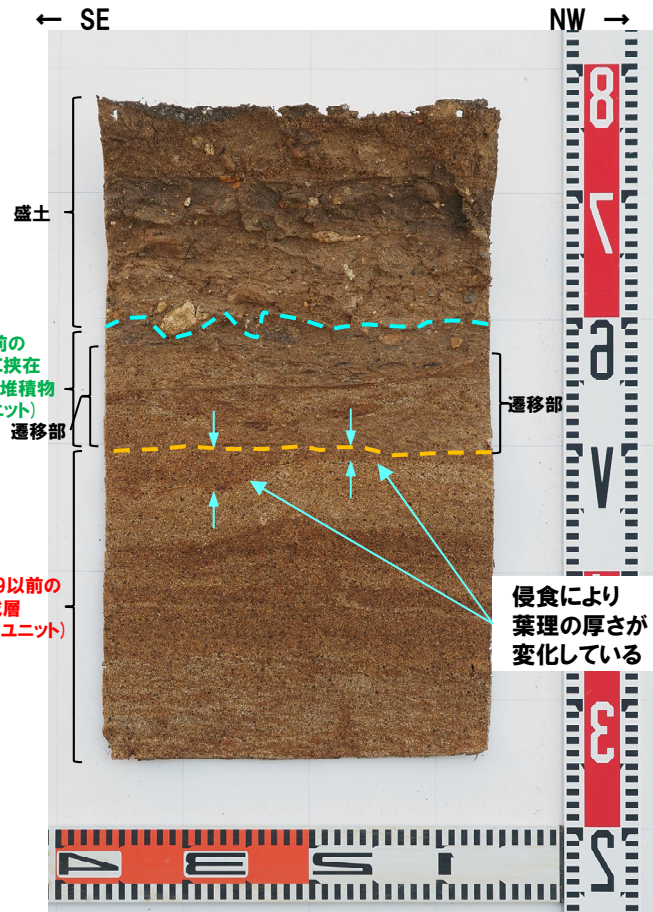 ← SE
NW →
盛土
前の
挟在
堆積物
ニット)
遷移部
遷移部
9以前の
層
ユニット)
侵食により
葉理の厚さが
変化している
8
7
6
V
3
2
4 3 2 1